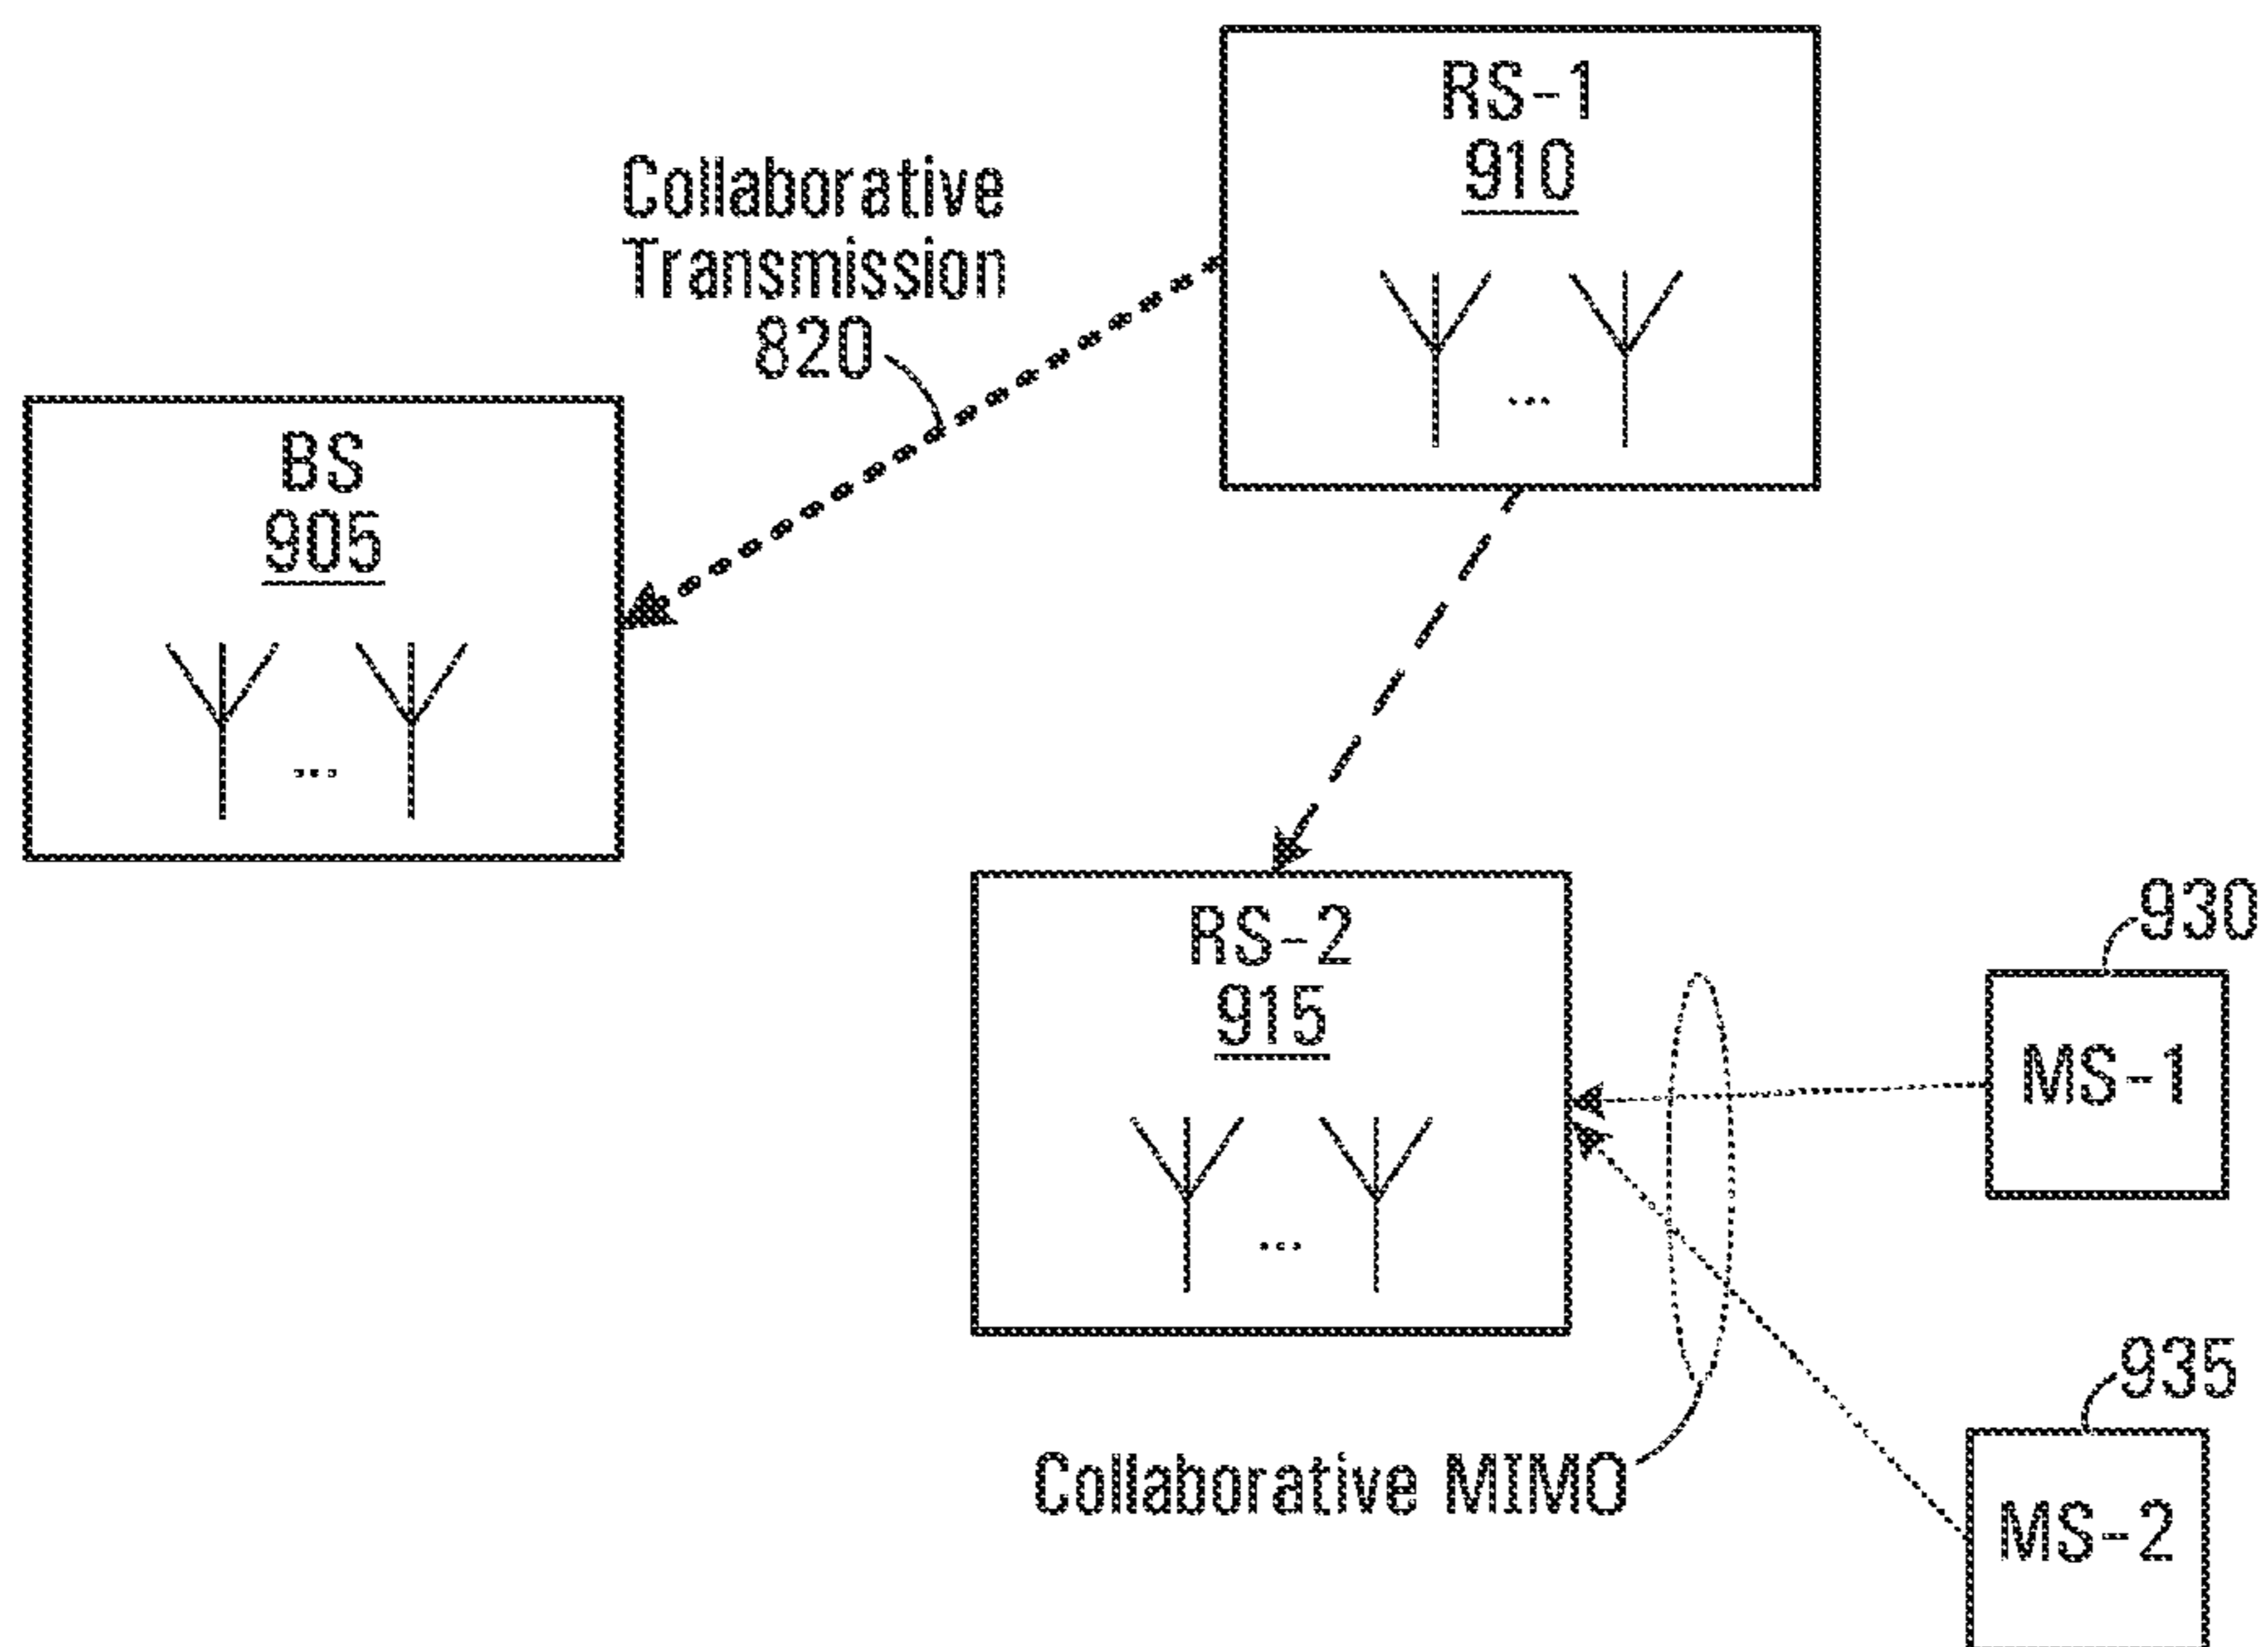 RS-1
910
Collaborative
Transmission
820
BS
905
RS-2
915
930
MS-1
935
MS-2
Collaborative MIMO